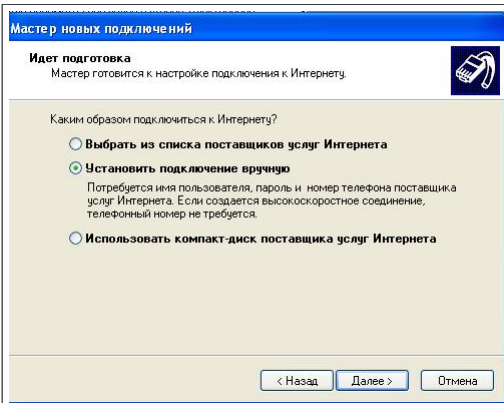 Мастер новых подключений
Идет подготовка
Мастер готовится к настройке подключения к Интернету.
Каким образом подключиться к Интернету?
Выбрать из списка поставщиков услуг Интернета
Установить подключение вручную
Потребуется имя пользователя, пароль и номер телефона поставщика
услуг Интернета. Если создается высокоскоростное соединение,
телефонный номер не требуется.
Использовать компакт-диск поставщика услуг Интернета
< Назад Далее > Отмена